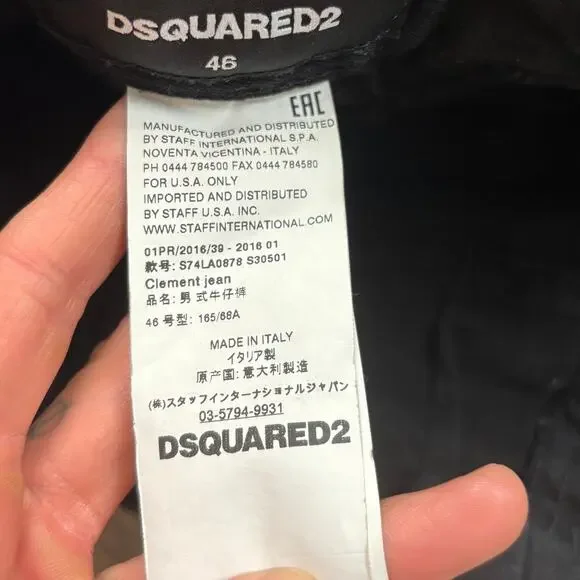 DSQUARED2
46
EAC
MANUFACTURED AND DISTRIBUTED
BY STAFF INTERNATIONAL S.P.A.
NOVENTA VICENTINA - ITALY
PH 0444 784500 FAX 0444 784580
FOR U.S.A. ONLY
IMPORTED AND DISTRIBUTED
BY STAFF U.S.A. INC.
WWW.STAFFINTERNATIONAL.COM
01PR/2016/39 - 2016 01
款号: S74LA0878 S30501
Clement jean
品名: 男 式牛仔裤
46 号型: 165/68A
MADE IN ITALY
イタリア製
原产国: 意大利製造
(株)スタッフインターナショナルジャパン
03-5794-9931
DSQUARED2